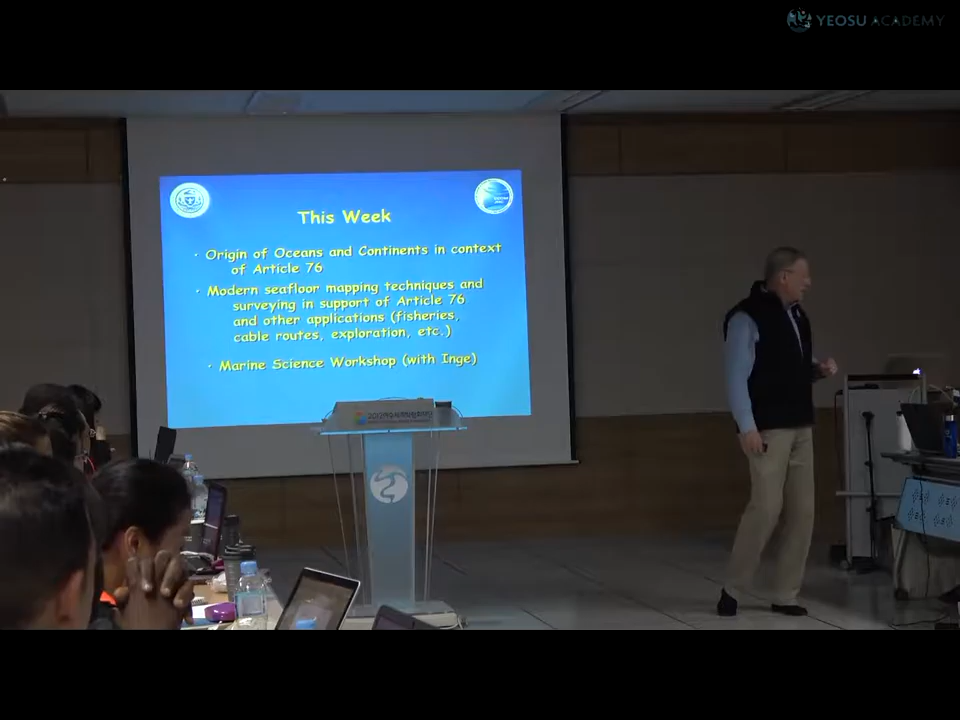 YEOSU ACADEMY
This Week
· Origin of Oceans and Continents in context
of Article 76
· Modern seafloor mapping techniques and
surveying in support of Article 76
and other applications (fisheries,
cable routes, exploration, etc.)
· Marine Science Workshop (with Inge)